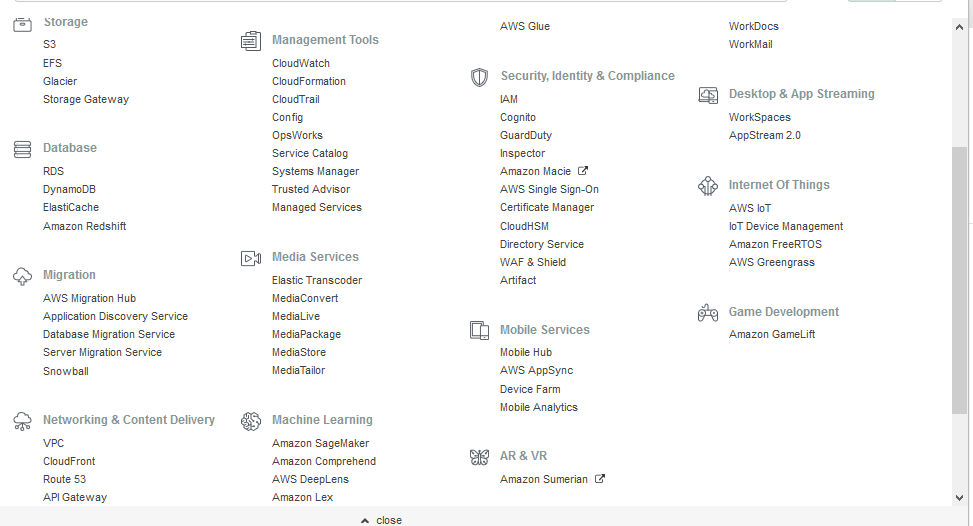 Storage
S3
EFS
Glacier
Storage Gateway
Database
RDS
DynamoDB
ElastiCache
Amazon Redshift
Migration
AWS Migration Hub
Application Discovery Service
Database Migration Service
Server Migration Service
Snowball
Networking & Content Delivery
VPC
CloudFront
Route 53
API Gateway
Management Tools
CloudWatch
CloudFormation
CloudTrail
Config
OpsWorks
Service Catalog
Systems Manager
Trusted Advisor
Managed Services
Media Services
Elastic Transcoder
MediaConvert
MediaLive
MediaPackage
MediaStore
MediaTailor
Machine Learning
Amazon SageMaker
Amazon Comprehend
AWS DeepLens
Amazon Lex
AWS Glue
Security, Identity & Compliance
IAM
Cognito
GuardDuty
Inspector
Amazon Macie
AWS Single Sign-On
Certificate Manager
CloudHSM
Directory Service
WAF & Shield
Artifact
Mobile Services
Mobile Hub
AWS AppSync
Device Farm
Mobile Analytics
AR & VR
Amazon Sumerian
WorkDocs
WorkMail
Desktop & App Streaming
WorkSpaces
AppStream 2.0
Internet Of Things
AWS IoT
IoT Device Management
Amazon FreeRTOS
AWS Greengrass
Game Development
Amazon GameLift
close